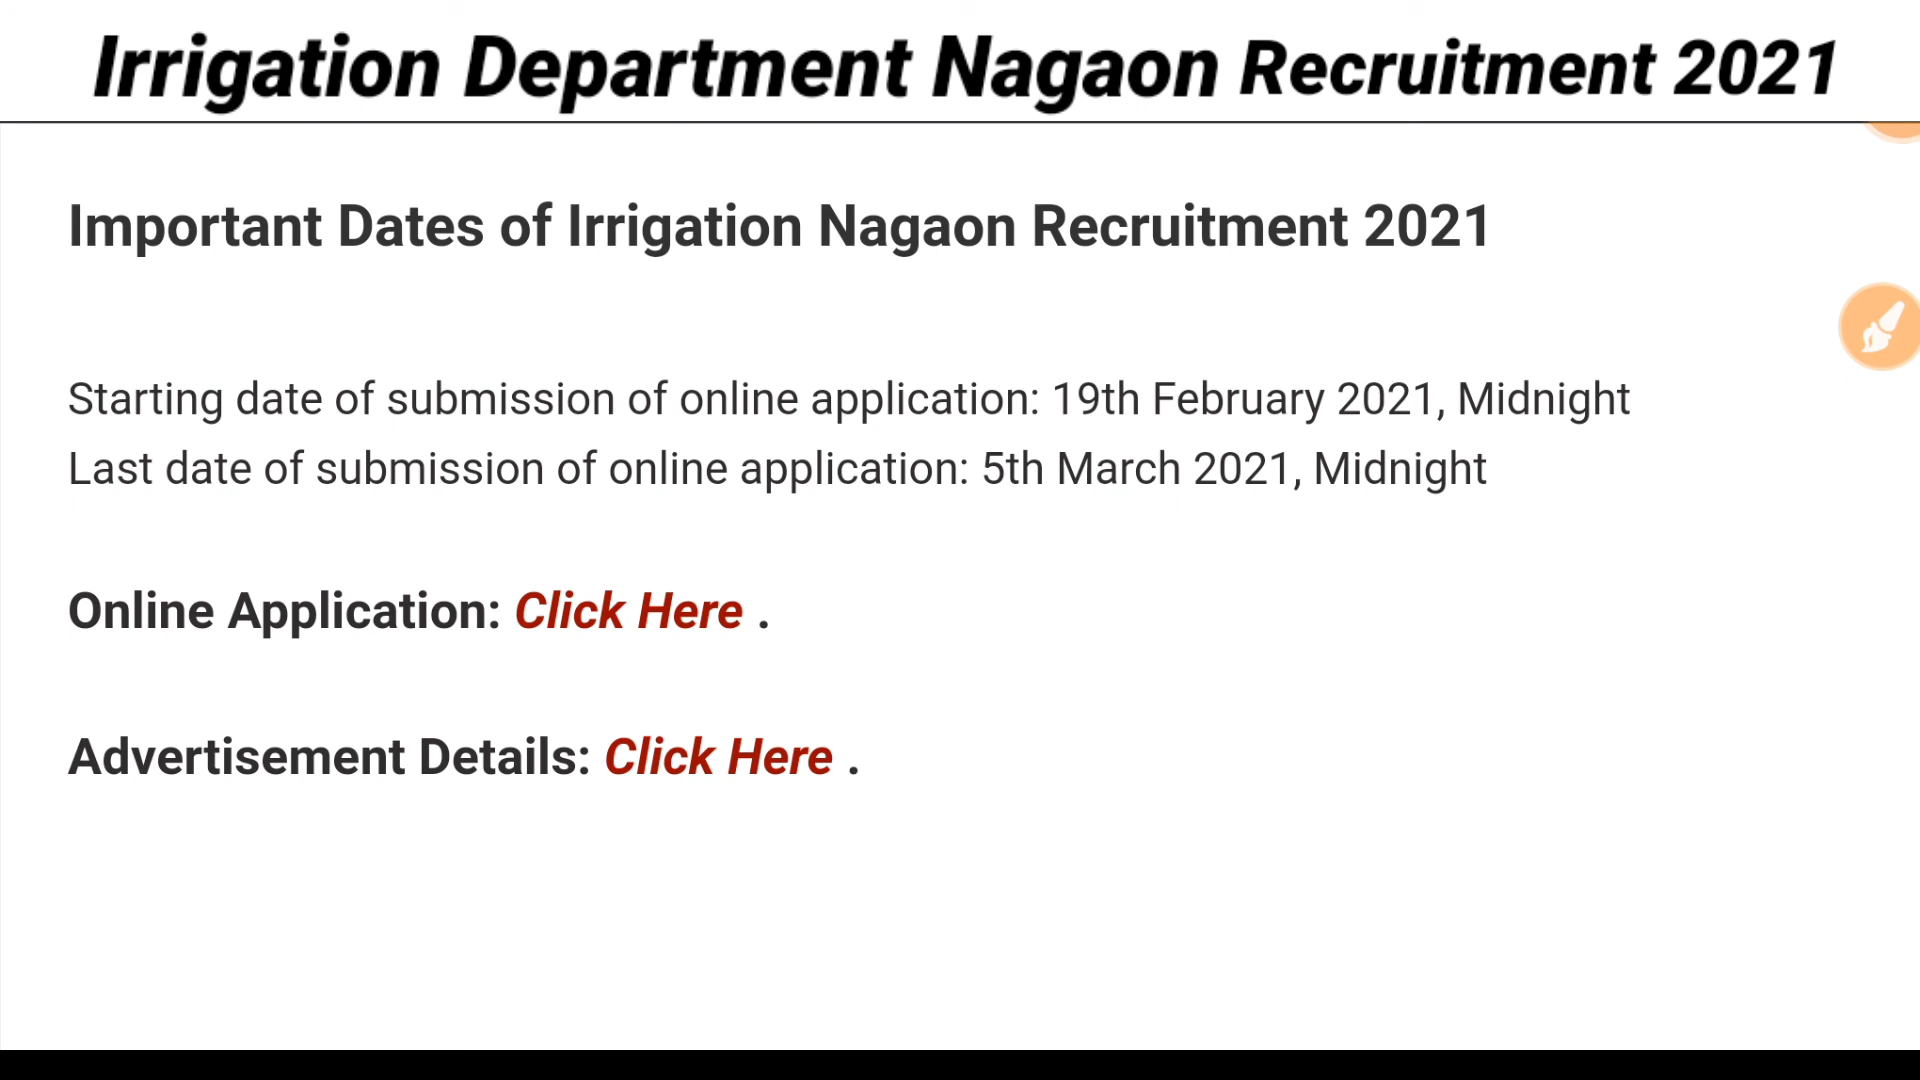 Irrigation Department Nagaon Recruitment 2021
Important Dates of Irrigation Nagaon Recruitment 2021
Starting date of submission of online application: 19th February 2021, Midnight
Last date of submission of online application: 5th March 2021, Midnight
Online Application: Click Here .
Advertisement Details: Click Here .